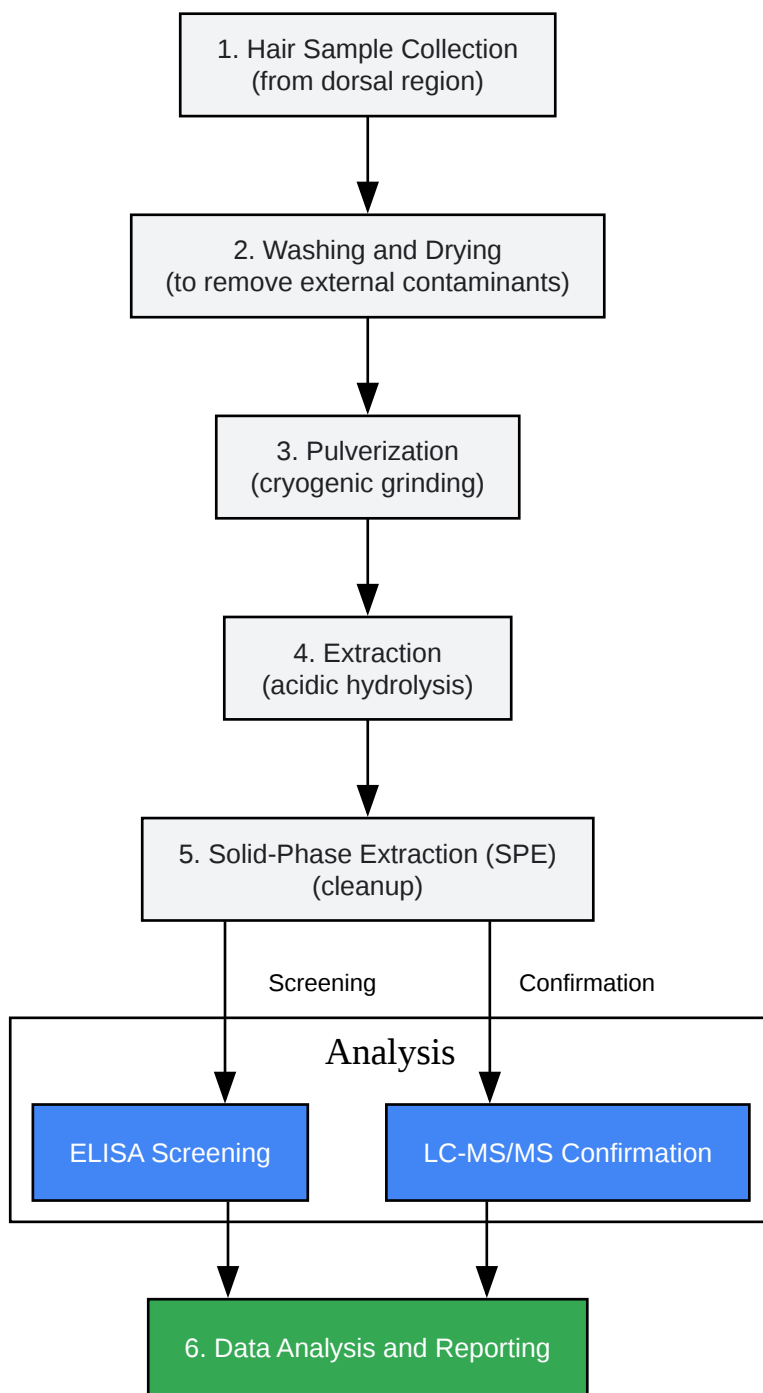 1. Hair Sample Collection
(from dorsal region)
2. Washing and Drying
(to remove external contaminants)
3. Pulverization
(cryogenic grinding)
4. Extraction
(acidic hydrolysis)
5. Solid-Phase Extraction (SPE)
(cleanup)
Screening
Confirmation
Analysis
ELISA Screening
LC-MS/MS Confirmation
6. Data Analysis and Reporting